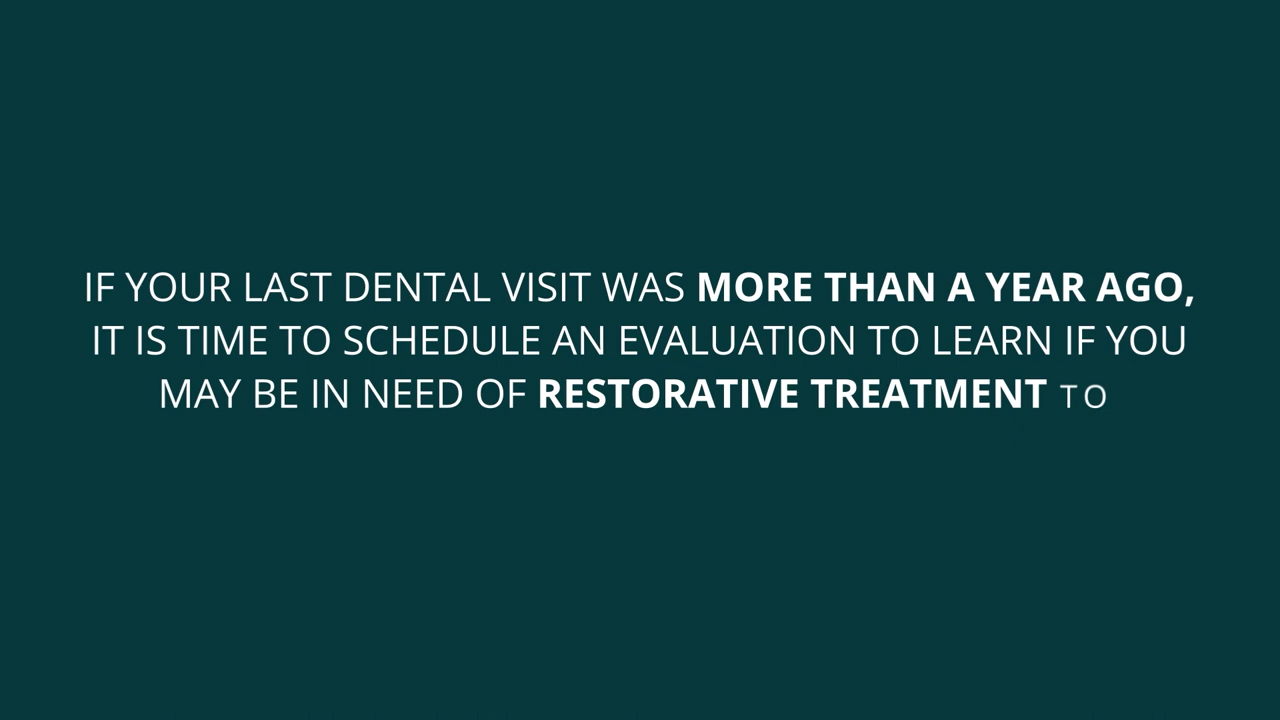 IF YOUR LAST DENTAL VISIT WAS MORE THAN A YEAR AGO,
IT IS TIME TO SCHEDULE AN EVALUATION TO LEARN IF YOU
MAY BE IN NEED OF RESTORATIVE TREATMENT TO